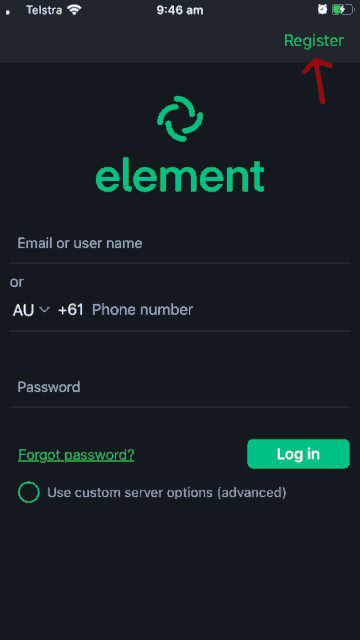 Telstra 9:46 am
Register
element
Email or user name
or
AU +61 Phone number
Password
Forgot password? Log in
Use custom server options (advanced)